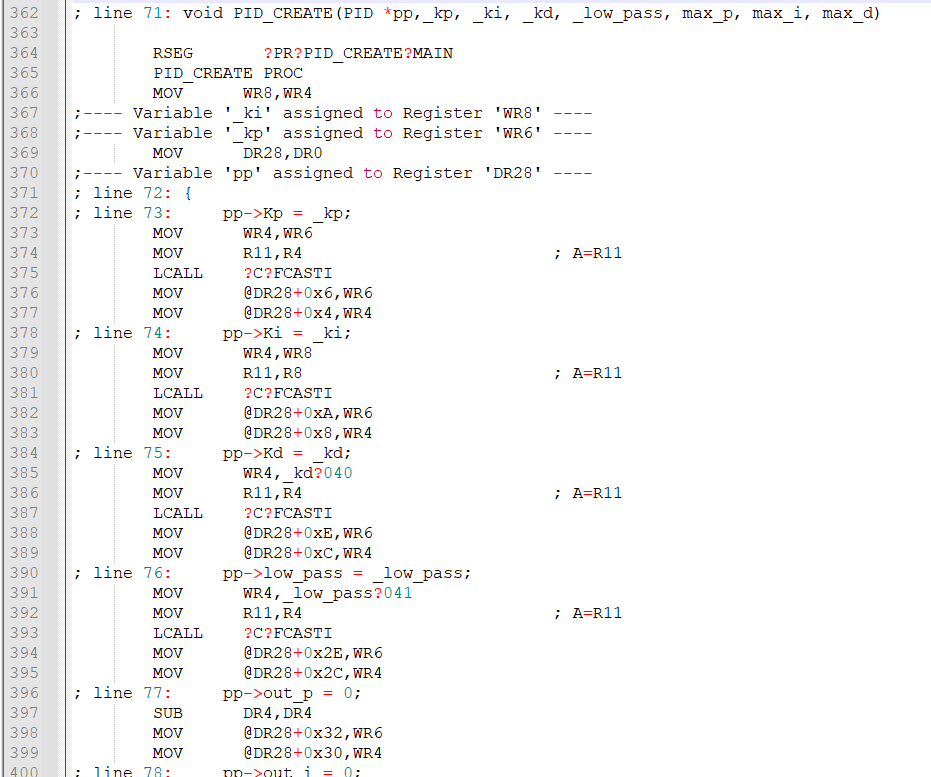 362 ; line 71: void PID_CREATE(PID *pp,_kp, _ki, _kd, _low_pass, max_p, max_i, max_d)
363
364 RSEG ?PR?PID_CREATE?MAIN
365 PID_CREATE PROC
366 MOV WR8,WR4
367 ;---- Variable '_ki' assigned to Register 'WR8' ----
368 ;---- Variable '_kp' assigned to Register 'WR6' ----
369 MOV DR28,DR0
370 ;---- Variable 'pp' assigned to Register 'DR28' ----
371 ; line 72: {
372 ; line 73: pp->Kp = _kp;
373 MOV WR4,WR6
374 MOV R11,R4 ; A=R11
375 LCALL ?C?FCASTI
376 MOV @DR28+0x6,WR6
377 MOV @DR28+0x4,WR4
378 ; line 74: pp->Ki = _ki;
379 MOV WR4,WR8
380 MOV R11,R8 ; A=R11
381 LCALL ?C?FCASTI
382 MOV @DR28+0xA,WR6
383 MOV @DR28+0x8,WR4
384 ; line 75: pp->Kd = _kd;
385 MOV WR4,_kd?040
386 MOV R11,R4 ; A=R11
387 LCALL ?C?FCASTI
388 MOV @DR28+0xE,WR6
389 MOV @DR28+0xC,WR4
390 ; line 76: pp->low_pass = _low_pass;
391 MOV WR4,_low_pass?041
392 MOV R11,R4 ; A=R11
393 LCALL ?C?FCASTI
394 MOV @DR28+0x2E,WR6
395 MOV @DR28+0x2C,WR4
396 ; line 77: pp->out_p = 0;
397 SUB DR4,DR4
398 MOV @DR28+0x32,WR6
399 MOV @DR28+0x30,WR4
400 ; line 78: pp->out_i = 0;